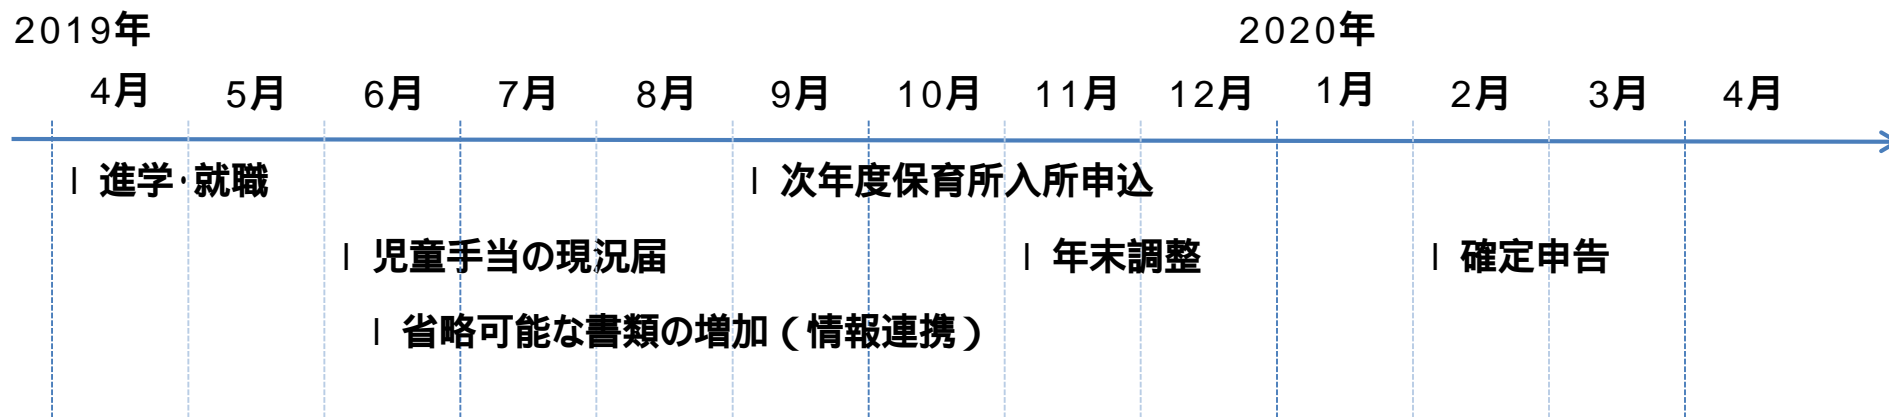 2019年 2020年
4月 5月 6月 7月 8月 9月 10月 11月 12月 1月 2月 3月 4月
l 進学・就職 l 次年度保育所入所申込
l 児童手当の現況届 l 年末調整 l 確定申告
l 省略可能な書類の増加（情報連携）